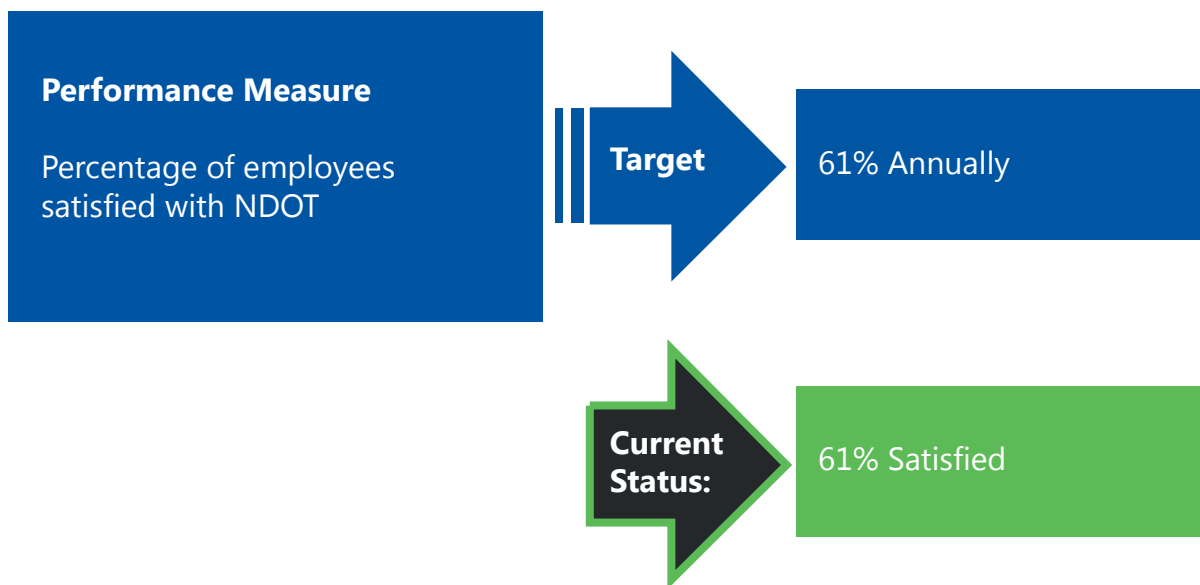 Performance Measure
Percentage of employees
satisfied with NDOT
Target
61% Annually
Current
Status:
61% Satisfied